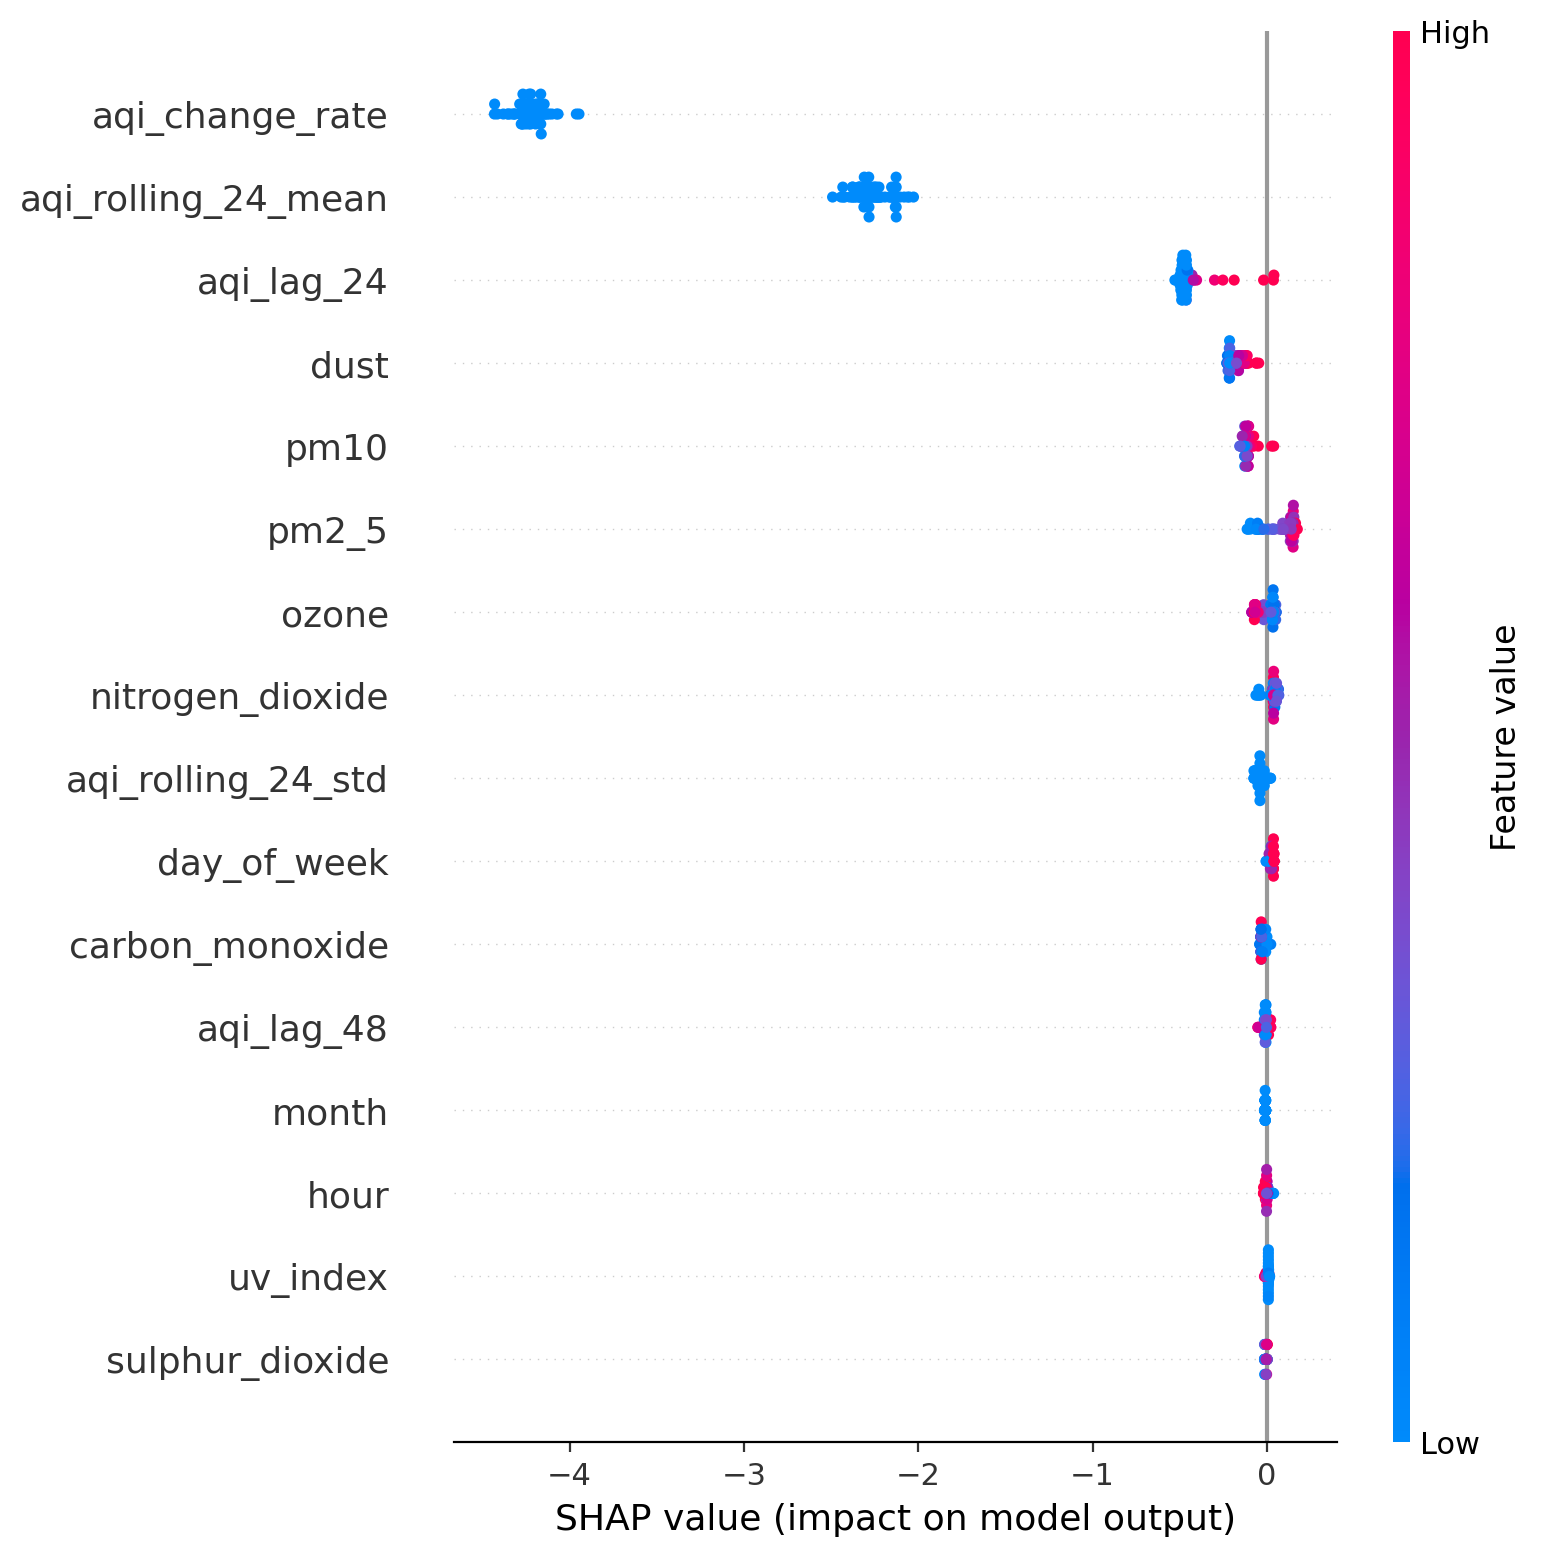 High
aqi_change_rate
aqi_rolling_24_mean
aqi_lag_24
dust
pm10
pm2_5
ozone
nitrogen_dioxide
aqi_rolling_24_std
day_of_week
carbon_monoxide
aqi_lag_48
month
hour
uv_index
sulphur_dioxide
Feature value
Low
−4 −3 −2 −1 0
SHAP value (impact on model output)